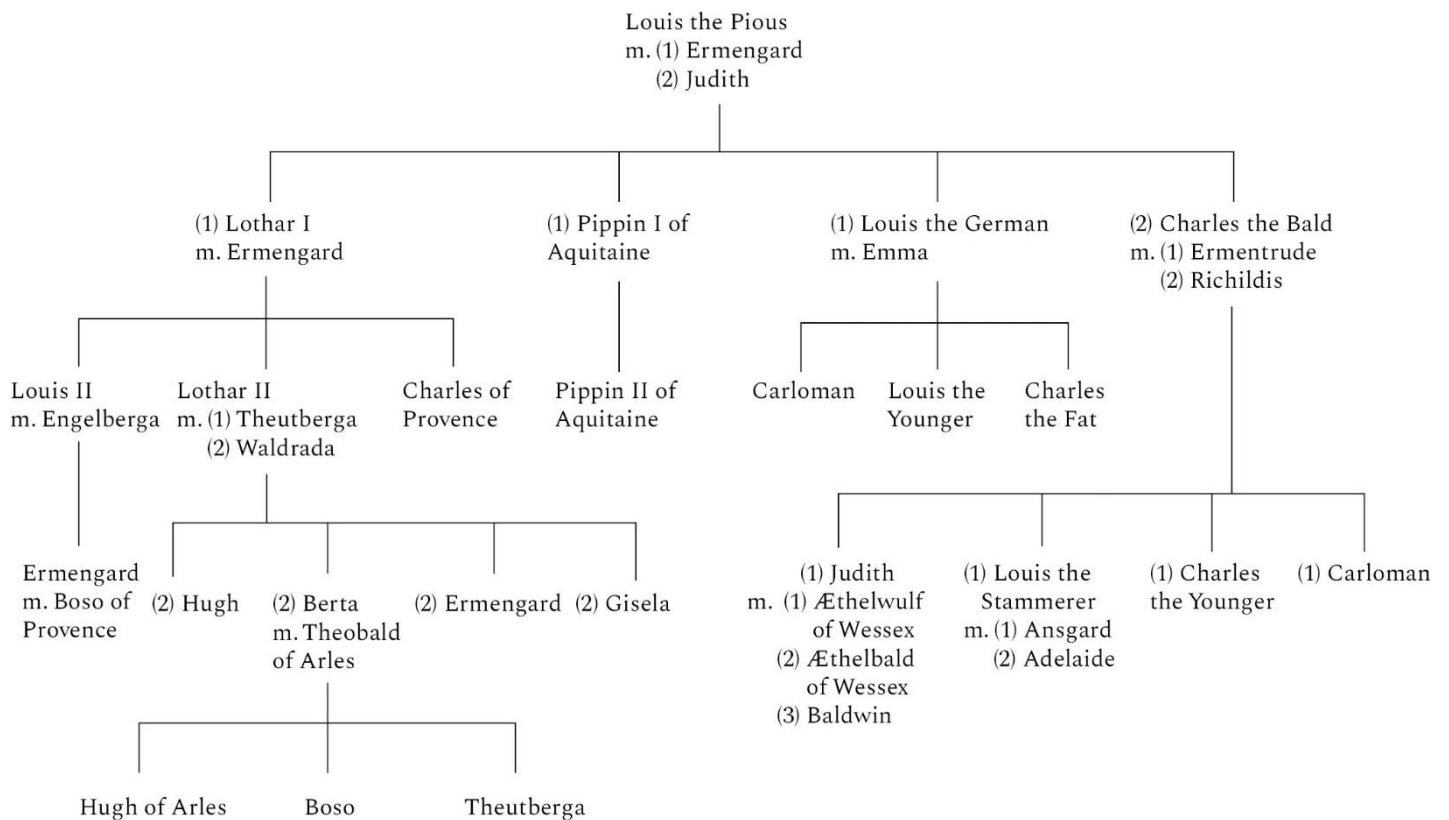 Louis the Pious
m. (1) Ermengard
(2) Judith
(1) Lothar I
m. Ermengard
(1) Pippin I of
Aquitaine
(1) Louis the German
m. Emma
(2) Charles the Bald
m. (1) Ermentrude
(2) Richildis
Louis II
m. Engelberga
Lothar II
m. (1) Theutberga
(2) Waldrada
Charles of
Provence
Pippin II of
Aquitaine
Carloman
Louis the
Younger
Charles
the Fat
Ermengard
m. Boso of
Provence
(2) Hugh
(2) Berta
m. Theobald
of Arles
(2) Ermengard
(2) Gisela
(1) Judith
m. (1) Æthelwulf
of Wessex
(2) Æthelbald
of Wessex
(3) Baldwin
(1) Louis the
Stammerer
m. (1) Ansgard
(2) Adelaide
(1) Charles
the Younger
(1) Carloman
Hugh of Arles
Boso
Theutberga